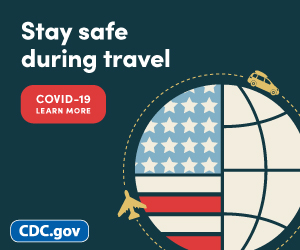 Stay safe
during travel
COVID-19
LEARN MORE
CDC.gov